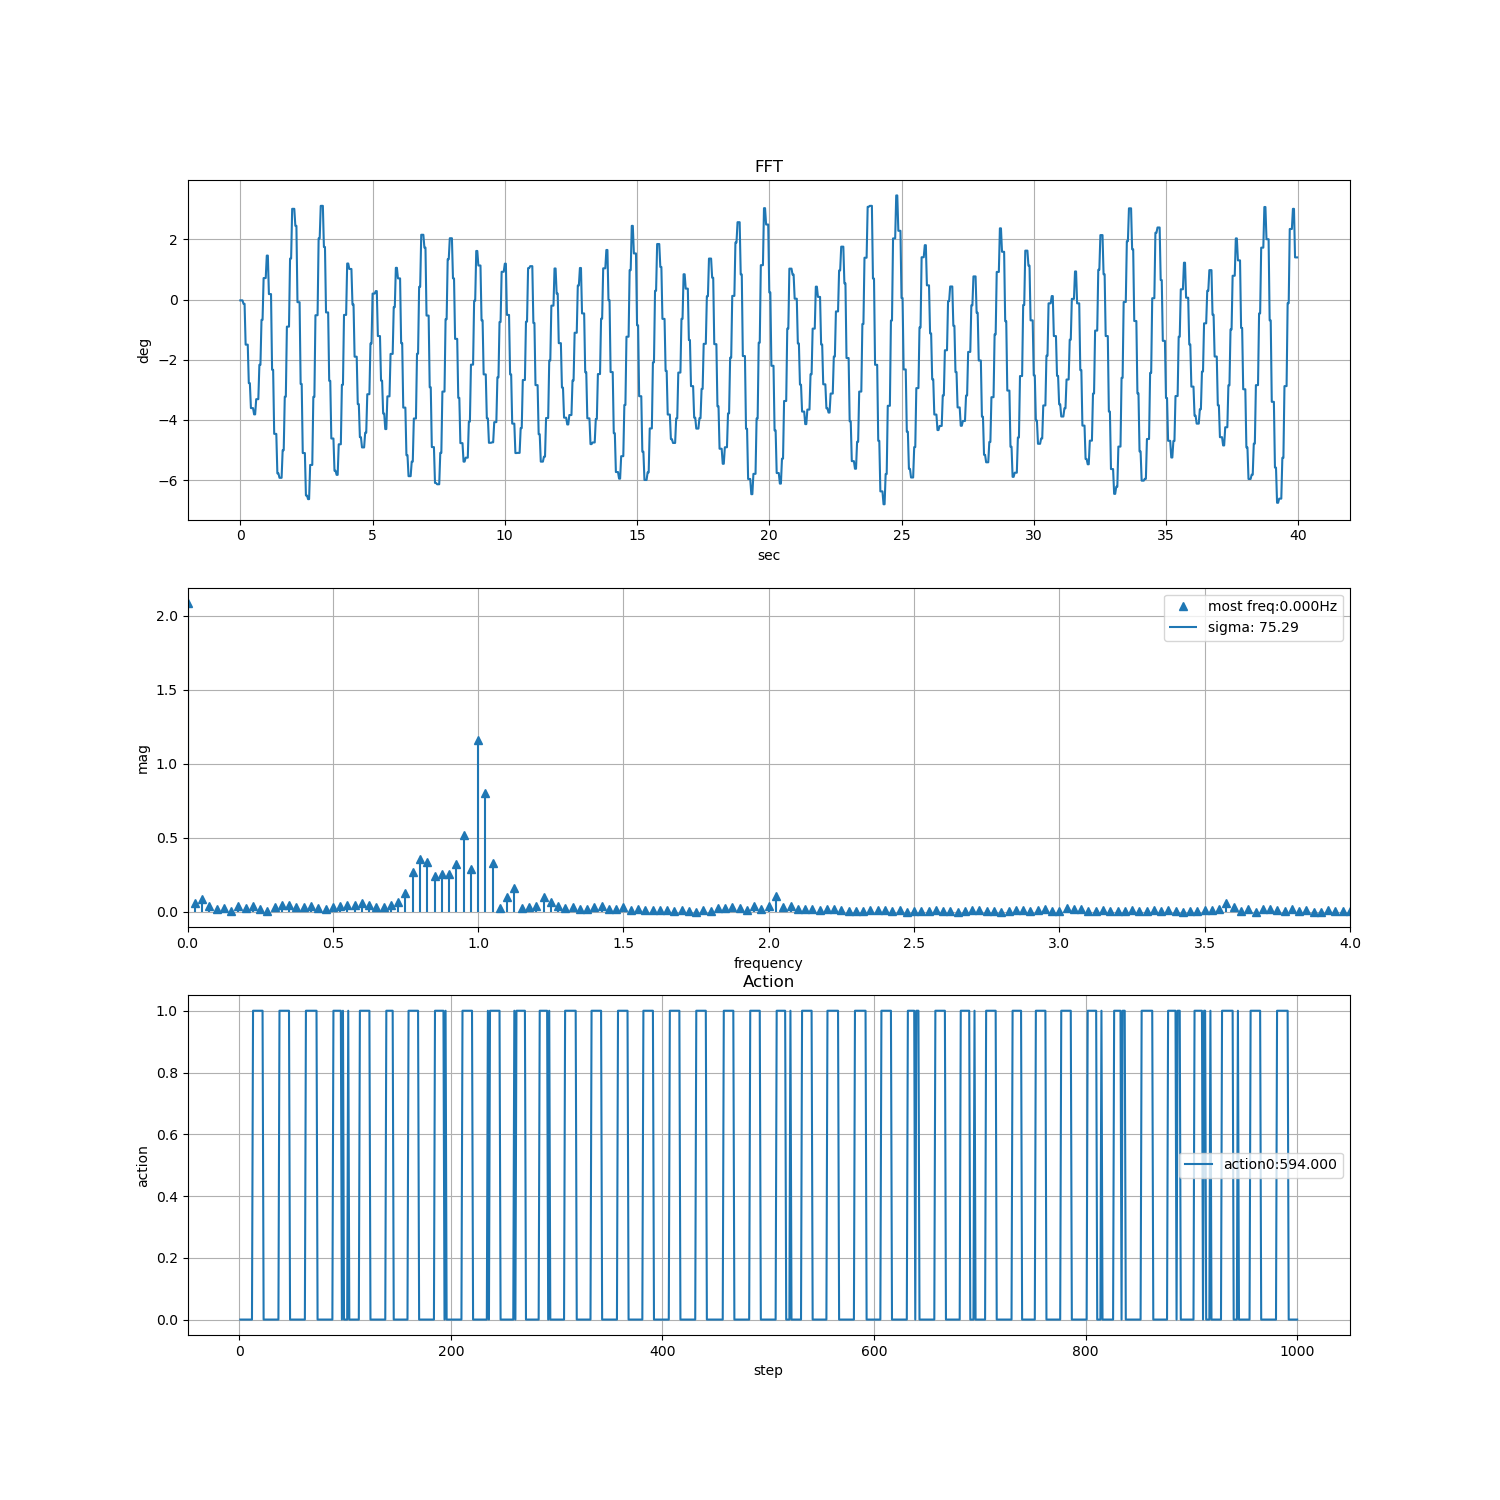 FFT
2
0
−2
−4
−6
deg
0 5 10 15 20 25 30 35 40
sec
most freq:0.000Hz
sigma: 75.29
2.0
1.5
1.0
0.5
0.0
mag
0.0 0.5 1.0 1.5 2.0 2.5 3.0 3.5 4.0
frequency
Action
1.0
0.8
0.6
0.4
0.2
0.0
action
action0:594.000
0 200 400 600 800 1000
step